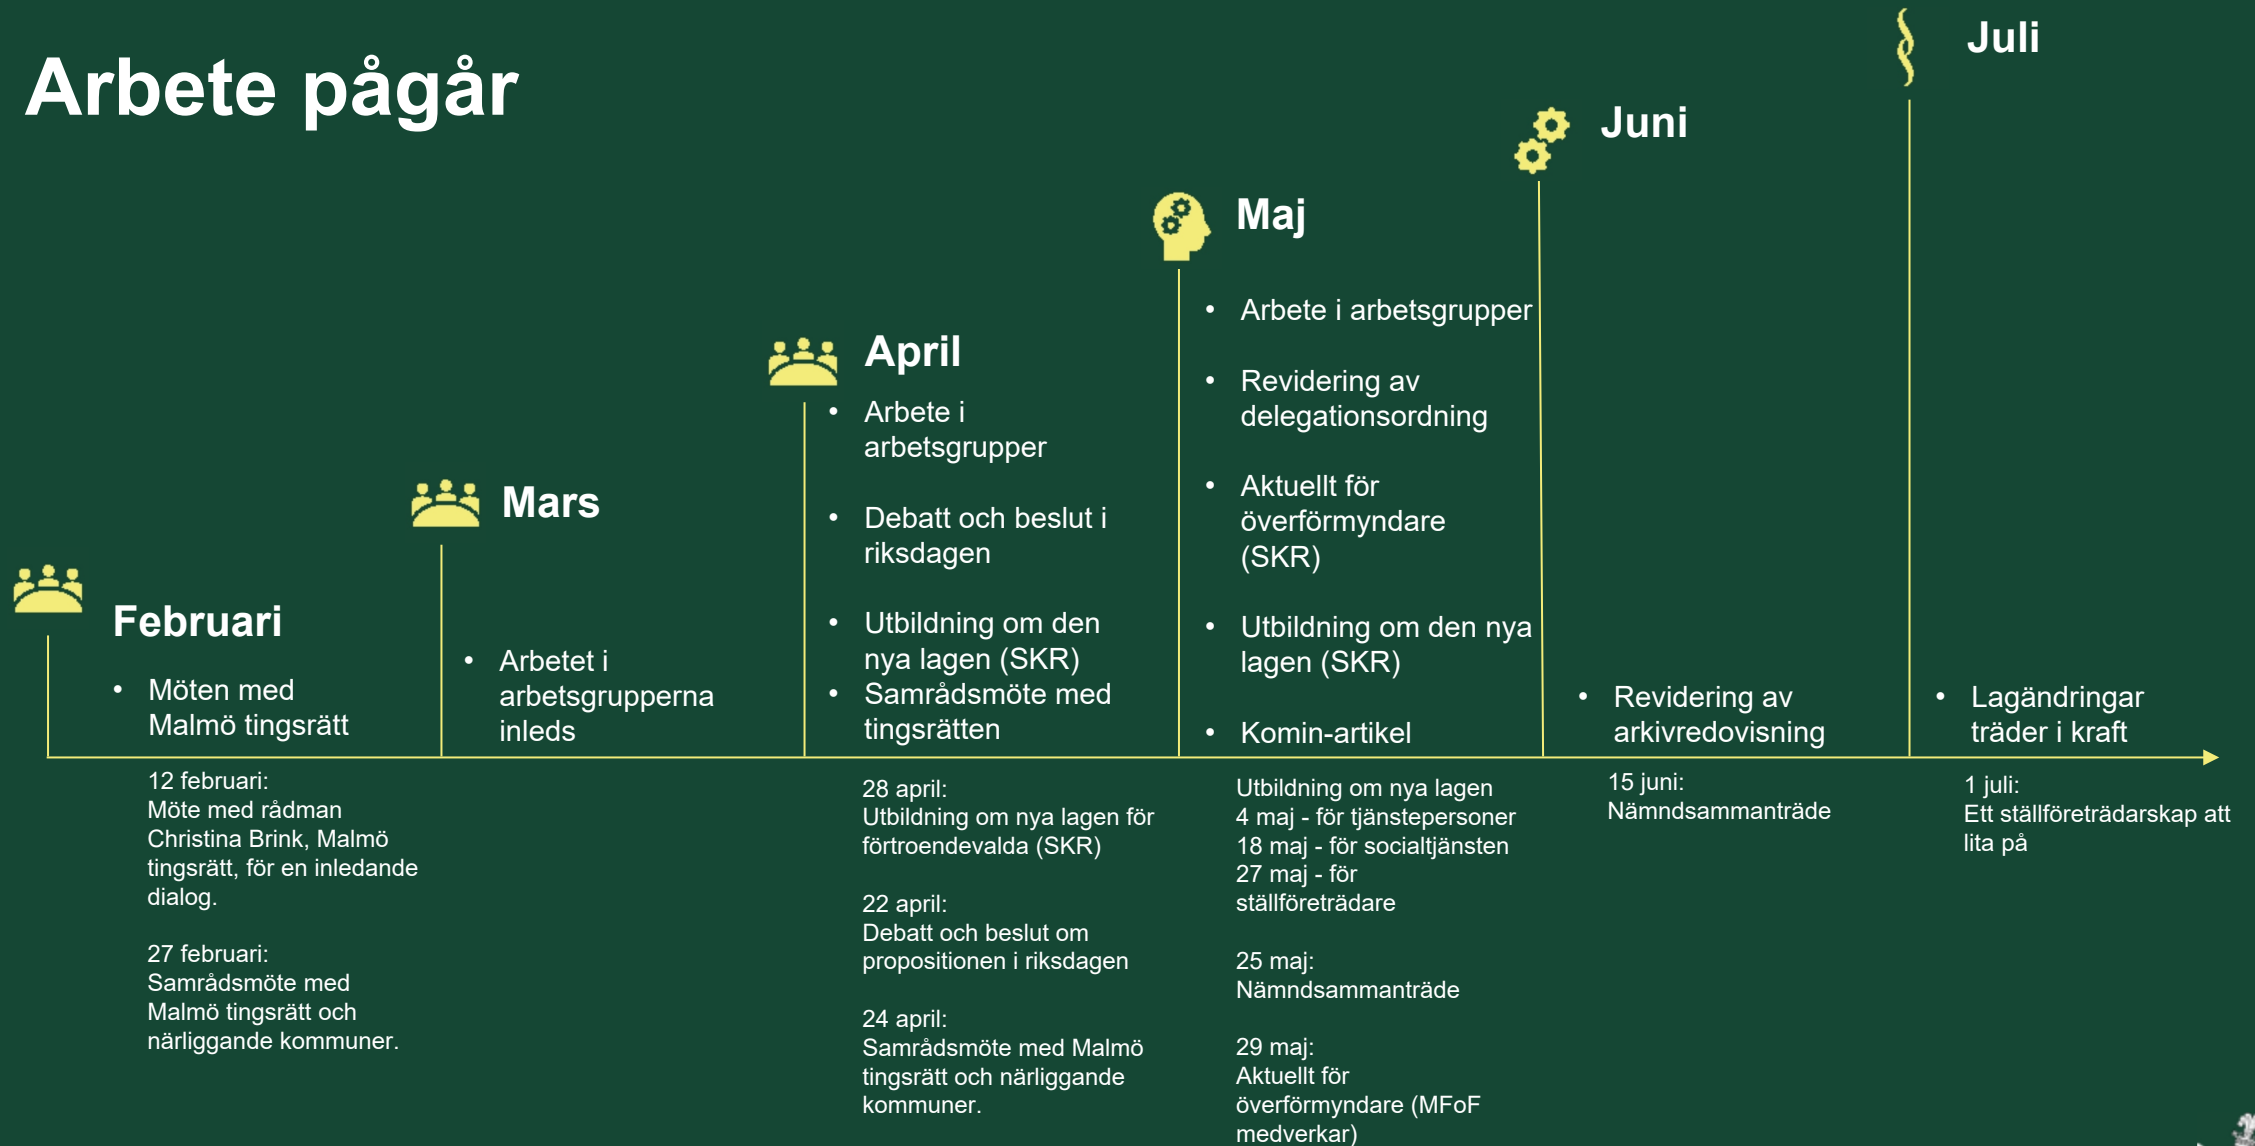 Arbete pågår
Februari
• Möten med
Malmö tingsrätt
12 februari:
Möte med rådman
Christina Brink, Malmö
tingsrätt, för en inledande
dialog.
27 februari:
Samrådsmöte med
Malmö tingsrätt och
närliggande kommuner.
Mars
• Arbetet i
arbetsgrupperna
inleds
April
• Arbete i
arbetsgrupper
• Debatt och beslut i
riksdagen
• Utbildning om den
nya lagen (SKR)
• Samrådsmöte med
tingsrätten
28 april:
Utbildning om nya lagen för
förtroendevalda (SKR)
22 april:
Debatt och beslut om
propositionen i riksdagen
24 april:
Samrådsmöte med Malmö
tingsrätt och närliggande
kommuner.
Maj
• Arbete i arbetsgrupper
• Revidering av
delegationsordning
• Aktuellt för
överförmyndare
(SKR)
• Utbildning om den nya
lagen (SKR)
• Komin-artikel
Utbildning om nya lagen
4 maj - för tjänstepersoner
18 maj - för socialtjänsten
27 maj - för
ställföreträdare
25 maj:
Nämndsammanträde
29 maj:
Aktuellt för
överförmyndare (MFoF
medverkar)
Juni
• Revidering av
arkivredovisning
15 juni:
Nämndsammanträde
Juli
• Lagändringar
träder i kraft
1 juli:
Ett ställföreträdarskap att
lita på